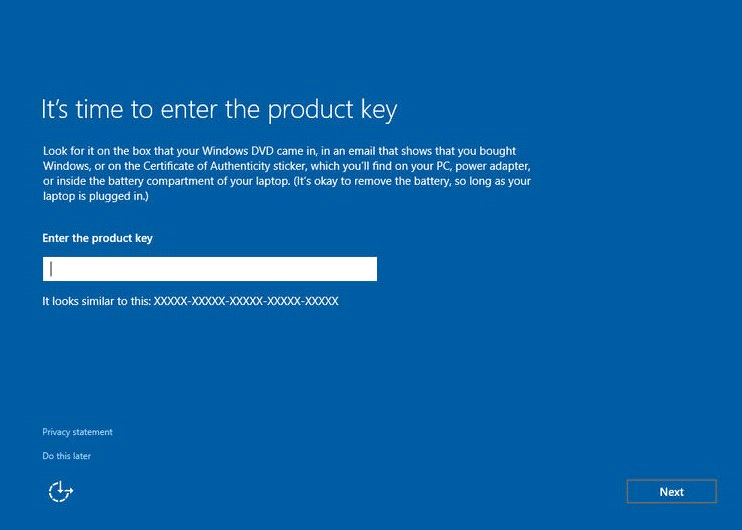 It's time to enter the product key
Look for it on the box that your Windows DVD came in, in an email that shows that you bought
Windows, or on the Certificate of Authenticity sticker, which you'll find on your PC, power adapter,
or inside the battery compartment of your laptop. (It's okay to remove the battery, so long as your
laptop is plugged in.)
Enter the product key
It looks similar to this: XXXXX-XXXXX-XXXXX-XXXXX-XXXXX
Privacy statement
Do this later
Next